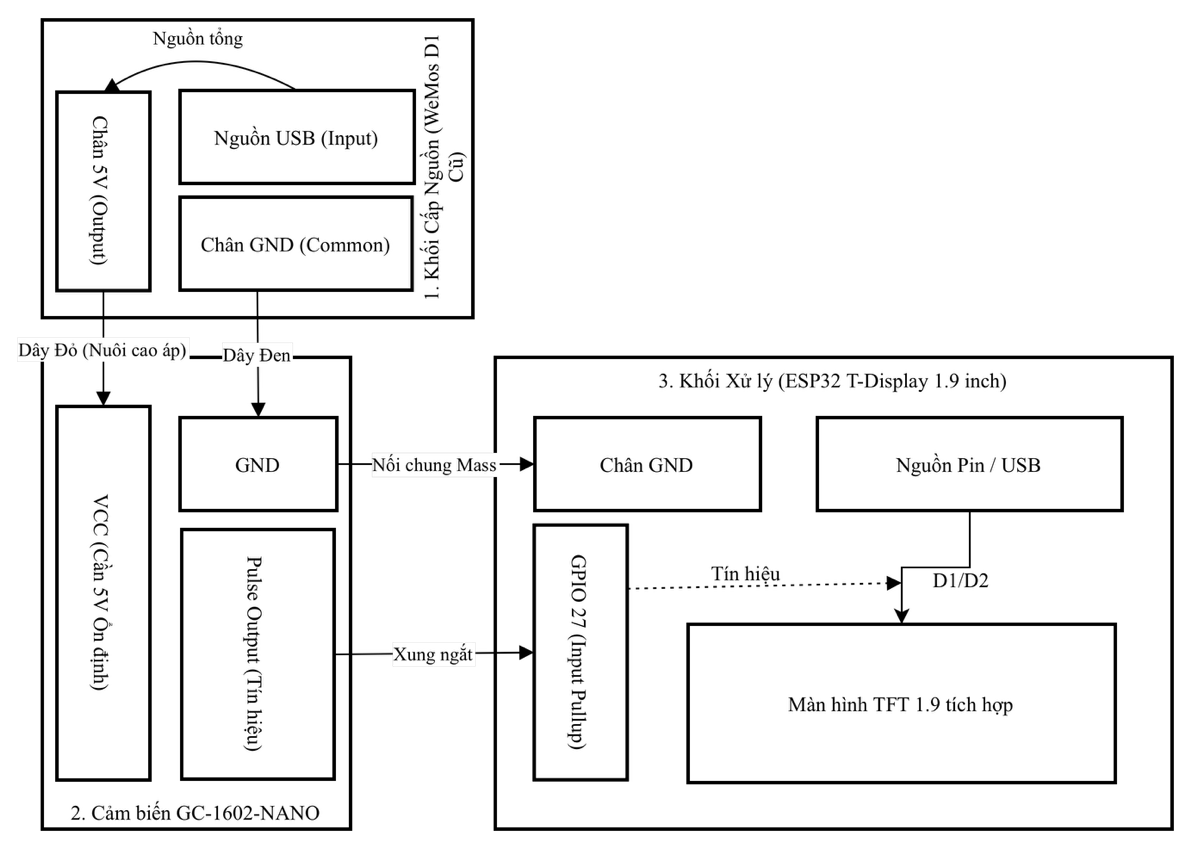 Nguồn tổng
Chân 5V (Output)
Nguồn USB (Input)
Chân GND (Common)
1. Khối Cấp Nguồn (WeMos D1
Cũ)
Dây Đỏ (Nuôi cao áp)
Dây Đen
VCC (Cần 5V Ổn định)
GND
Pulse Output (Tín hiệu)
2. Cảm biến GC-1602-NANO
Nối chung Mass
Xung ngắt
3. Khối Xử lý (ESP32 T-Display 1.9 inch)
Chân GND
Nguồn Pin / USB
GPIO 27 (Input Pullup)
Tín hiệu
D1/D2
Màn hình TFT 1.9 tích hợp